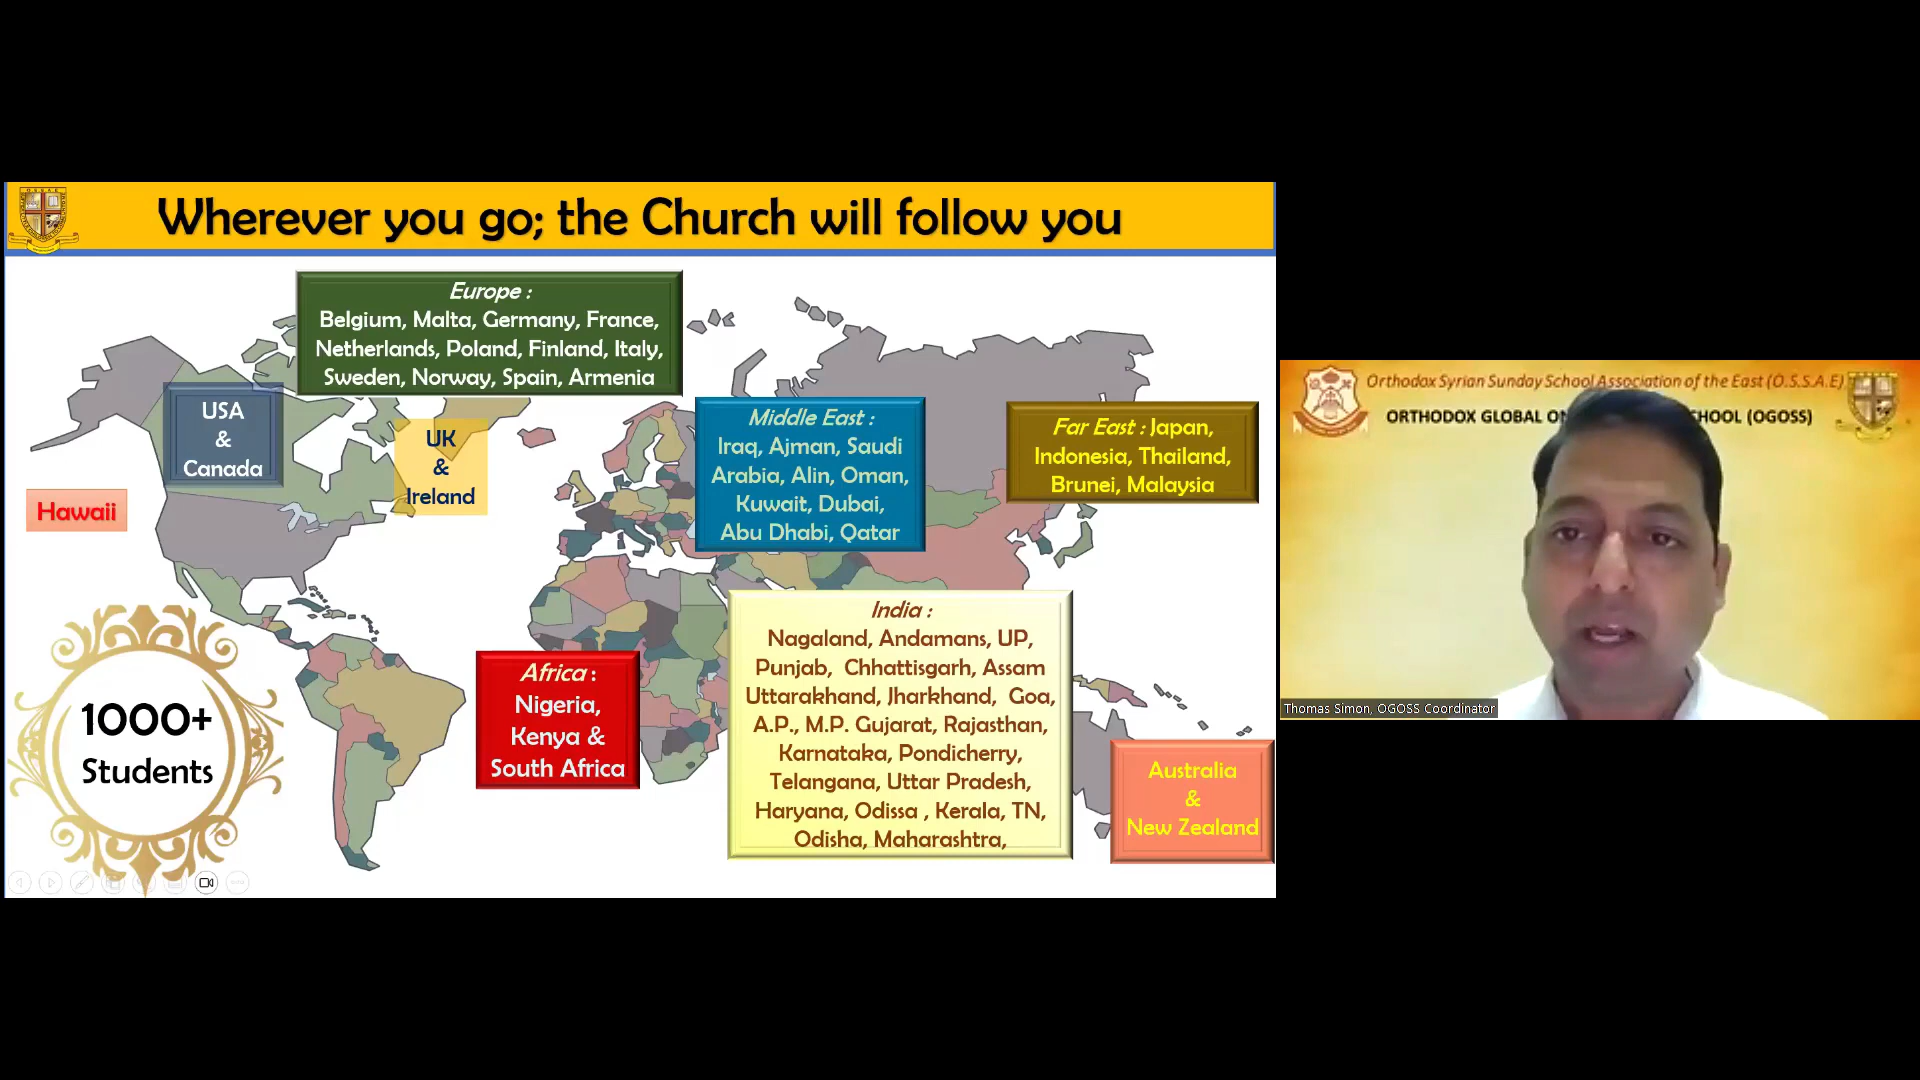 Wherever you go; the Church will follow you
Europe :
Belgium, Malta, Germany, France,
Netherlands, Poland, Finland, Italy,
Sweden, Norway, Spain, Armenia
USA
&
Canada
UK
&
Ireland
Middle East :
Iraq, Ajman, Saudi
Arabia, Alin, Oman,
Kuwait, Dubai,
Abu Dhabi, Qatar
Far East : Japan,
Indonesia, Thailand,
Brunei, Malaysia
Hawaii
India :
Nagaland, Andamans, UP,
Punjab, Chhattisgarh, Assam
Uttarakhand, Jharkhand, Goa,
A.P., M.P. Gujarat, Rajasthan,
Karnataka, Pondicherry,
Telangana, Uttar Pradesh,
Haryana, Odissa , Kerala, TN,
Odisha, Maharashtra,
Africa :
Nigeria,
Kenya &
South Africa
1000+
Students
Australia
&
New Zealand
Orthodox Syrian Sunday School Association of the East (O.S.S.A.E)
ORTHODOX GLOBAL ON HOOL (OGOSS)
Thomas Simon, OGOSS Coordinator